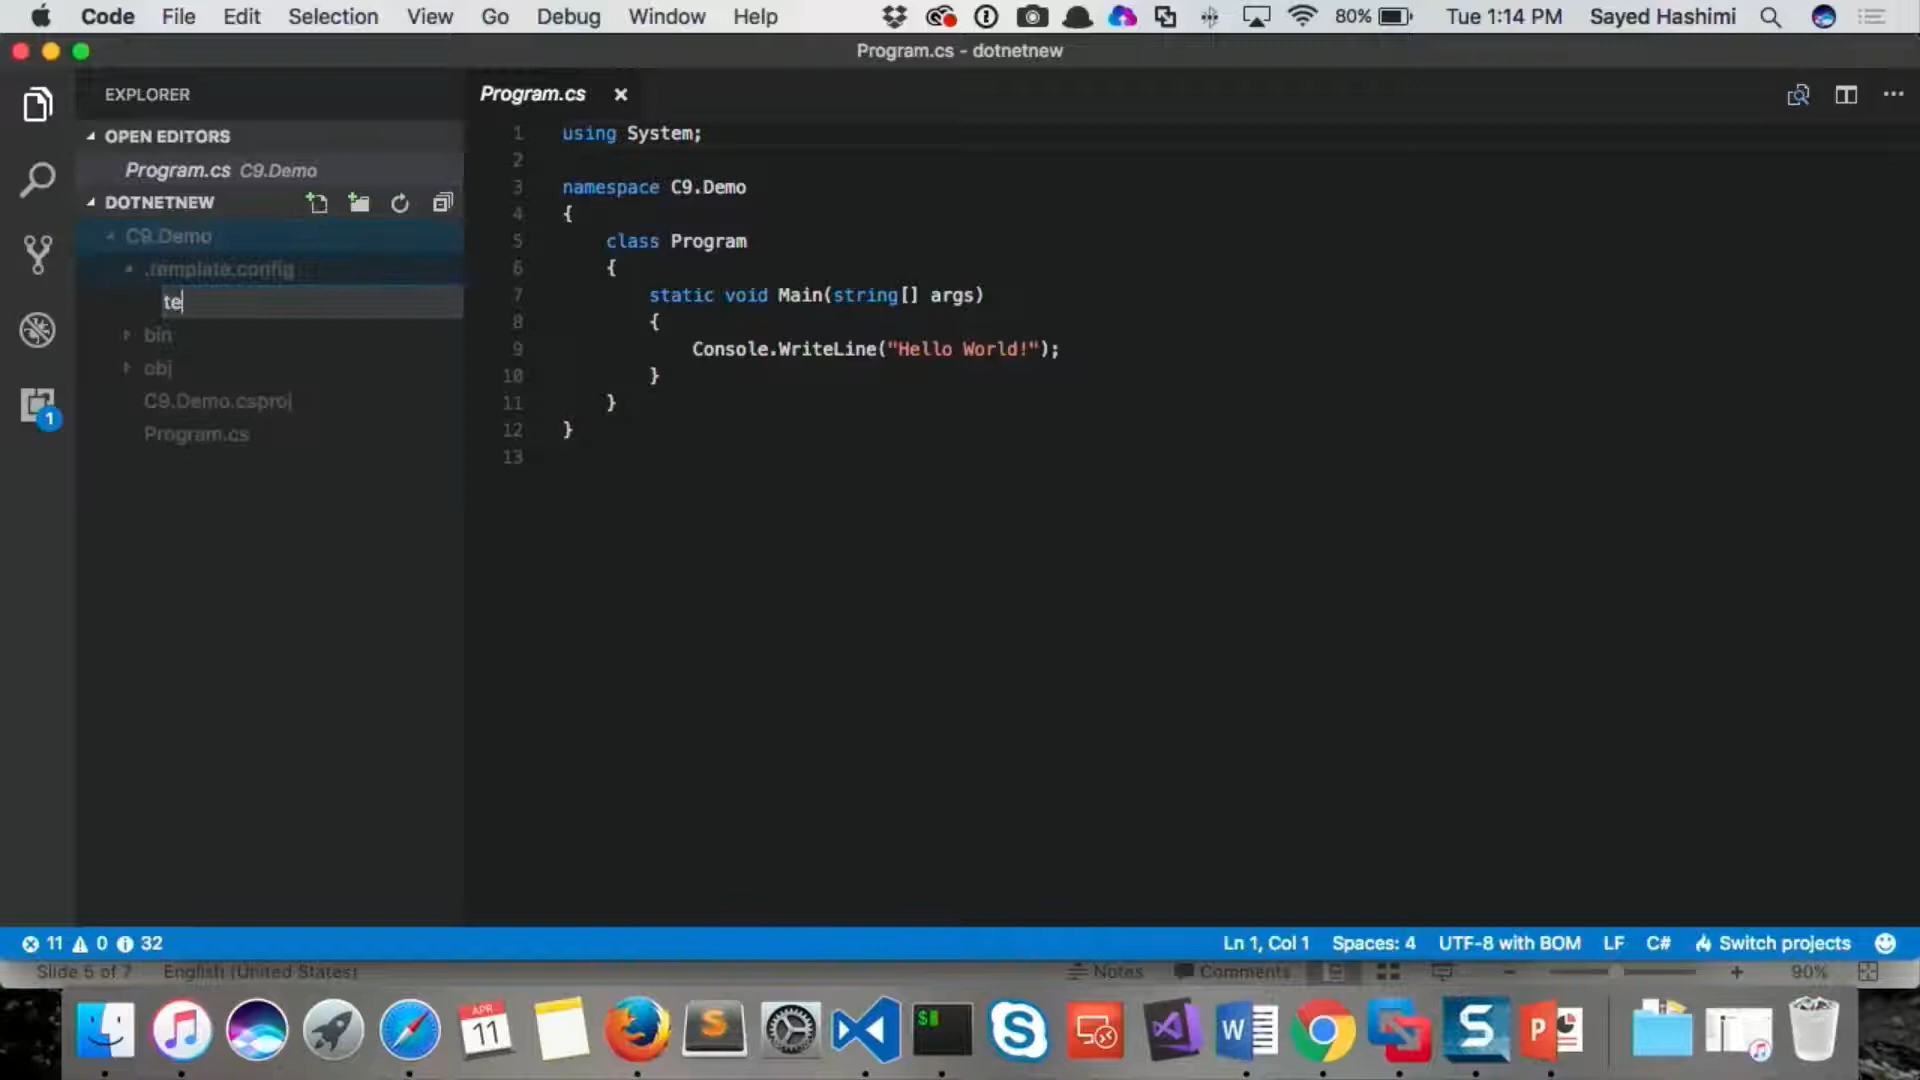 Code File Edit Selection View Go Debug Window Help 80% Tue 1:14 PM Sayed Hashimi
Program.cs - dotnetnew
EXPLORER
OPEN EDITORS
Program.cs C9.Demo
DOTNETNEW
C9.Demo
.template.config
te
bin
obj
C9.Demo.csproj
Program.cs
Program.cs
1 using System;
2
3 namespace C9.Demo
4 {
5 class Program
6 {
7 static void Main(string[] args)
8 {
9 Console.WriteLine("Hello World!");
10 }
11 }
12 }
13
1
11 0 32 Ln 1, Col 1 Spaces: 4 UTF-8 with BOM LF C# Switch projects
Slide 5 of 7 English (United States) Notes Comments 90%
APR
11
S
$
S
W
S
P